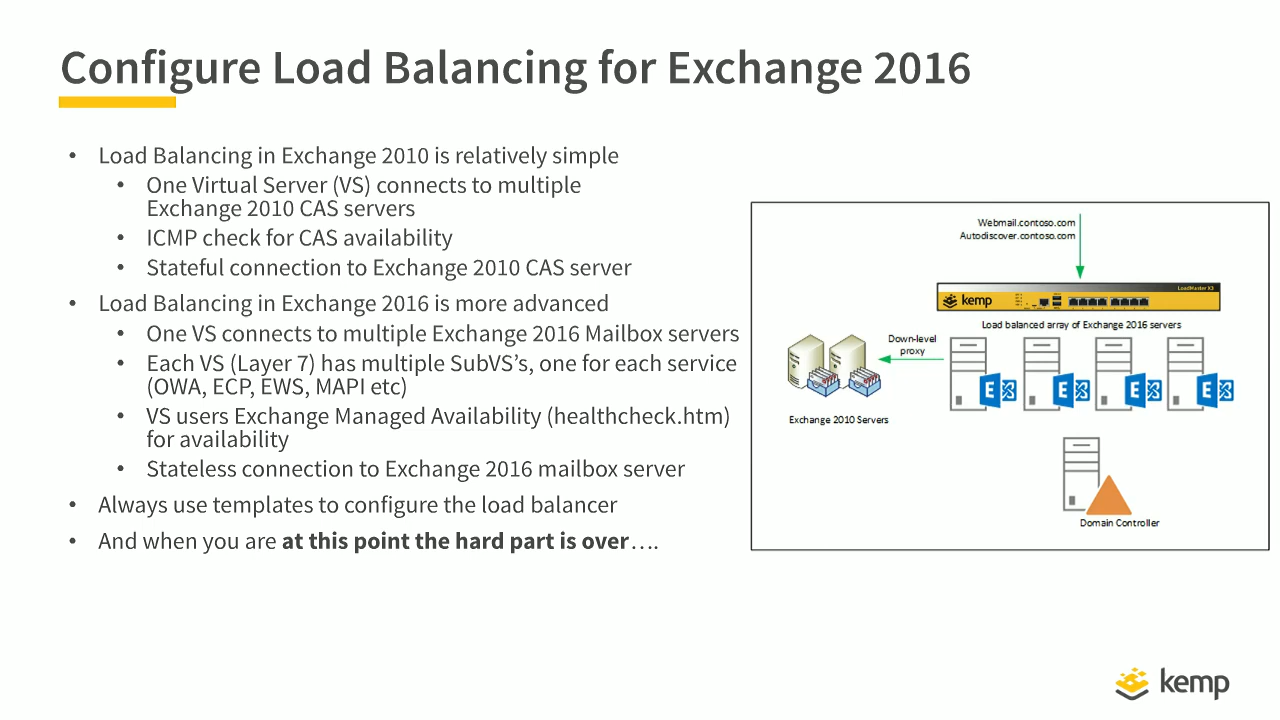 Configure Load Balancing for Exchange 2016
• Load Balancing in Exchange 2010 is relatively simple
• One Virtual Server (VS) connects to multiple
Exchange 2010 CAS servers
• ICMP check for CAS availability
• Stateful connection to Exchange 2010 CAS server
• Load Balancing in Exchange 2016 is more advanced
• One VS connects to multiple Exchange 2016 Mailbox servers
• Each VS (Layer 7) has multiple SubVS’s, one for each service
(OWA, ECP, EWS, MAPI etc)
• VS users Exchange Managed Availability (healthcheck.htm)
for availability
• Stateless connection to Exchange 2016 mailbox server
• Always use templates to configure the load balancer
• And when you are at this point the hard part is over….
Webmail.contoso.com
Autodiscover.contoso.com
LoadMaster X3
kemp
Load balanced array of Exchange 2016 servers
Down-level
proxy
E
E
E
E
Exchange 2010 Servers
Domain Controller
kemp